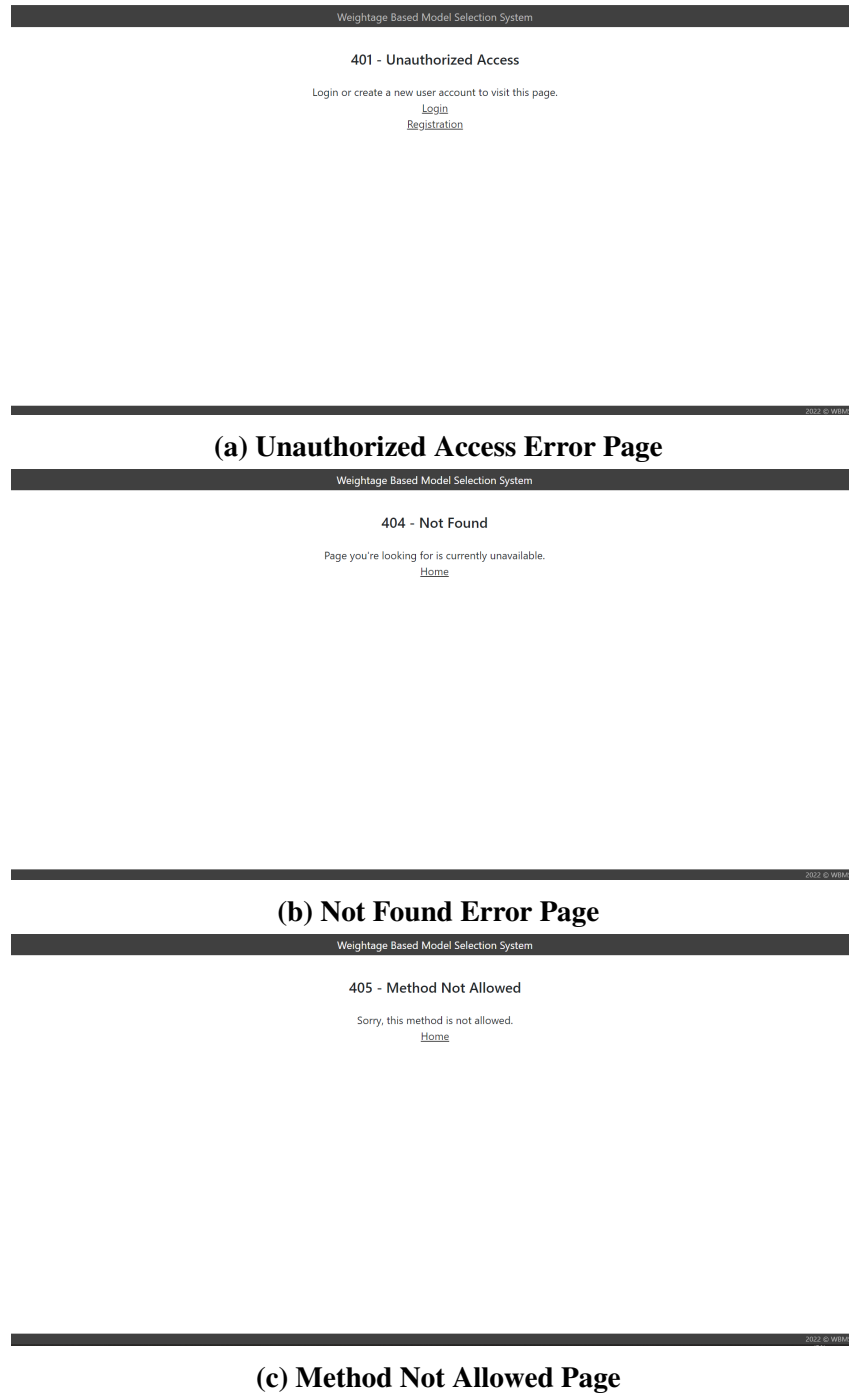 Weightage Based Model Selection System
401 - Unauthorized Access
Login or create a new user account to visit this page.
Login
Registration
2022 © WBMS
(a) Unauthorized Access Error Page
Weightage Based Model Selection System
404 - Not Found
Page you're looking for is currently unavailable.
Home
2022 © WBMS
(b) Not Found Error Page
Weightage Based Model Selection System
405 - Method Not Allowed
Sorry, this method is not allowed.
Home
2022 © WBMS
(c) Method Not Allowed Page